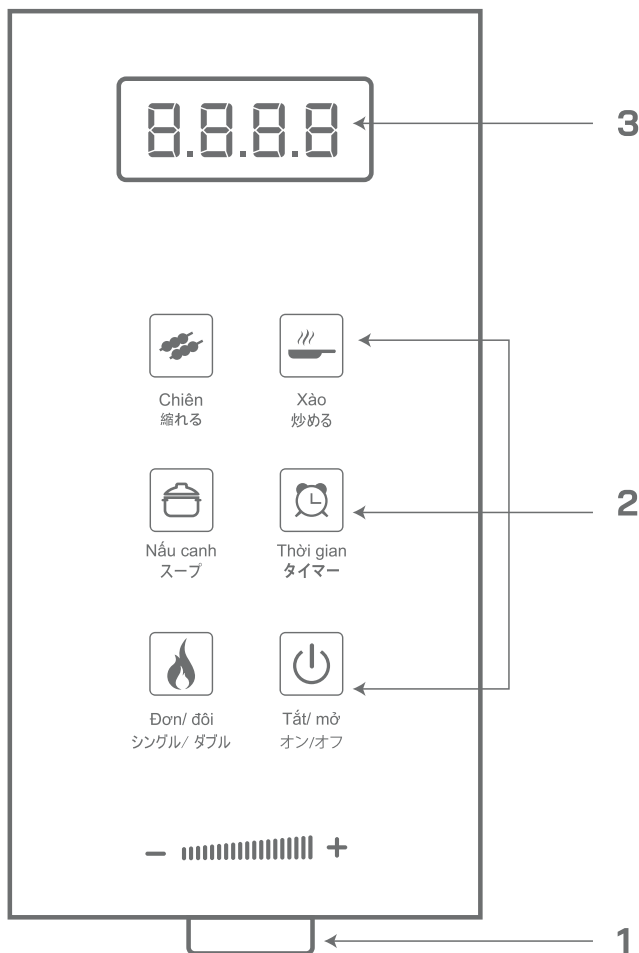 8.8.8.8
3
Chiên
縮れる
Xào
炒める
Nấu canh
スープ
Thời gian
タイマー
2
Đơn/ đôi
シングル/ ダブル
Tắt/ mở
オン/オフ
− +
1